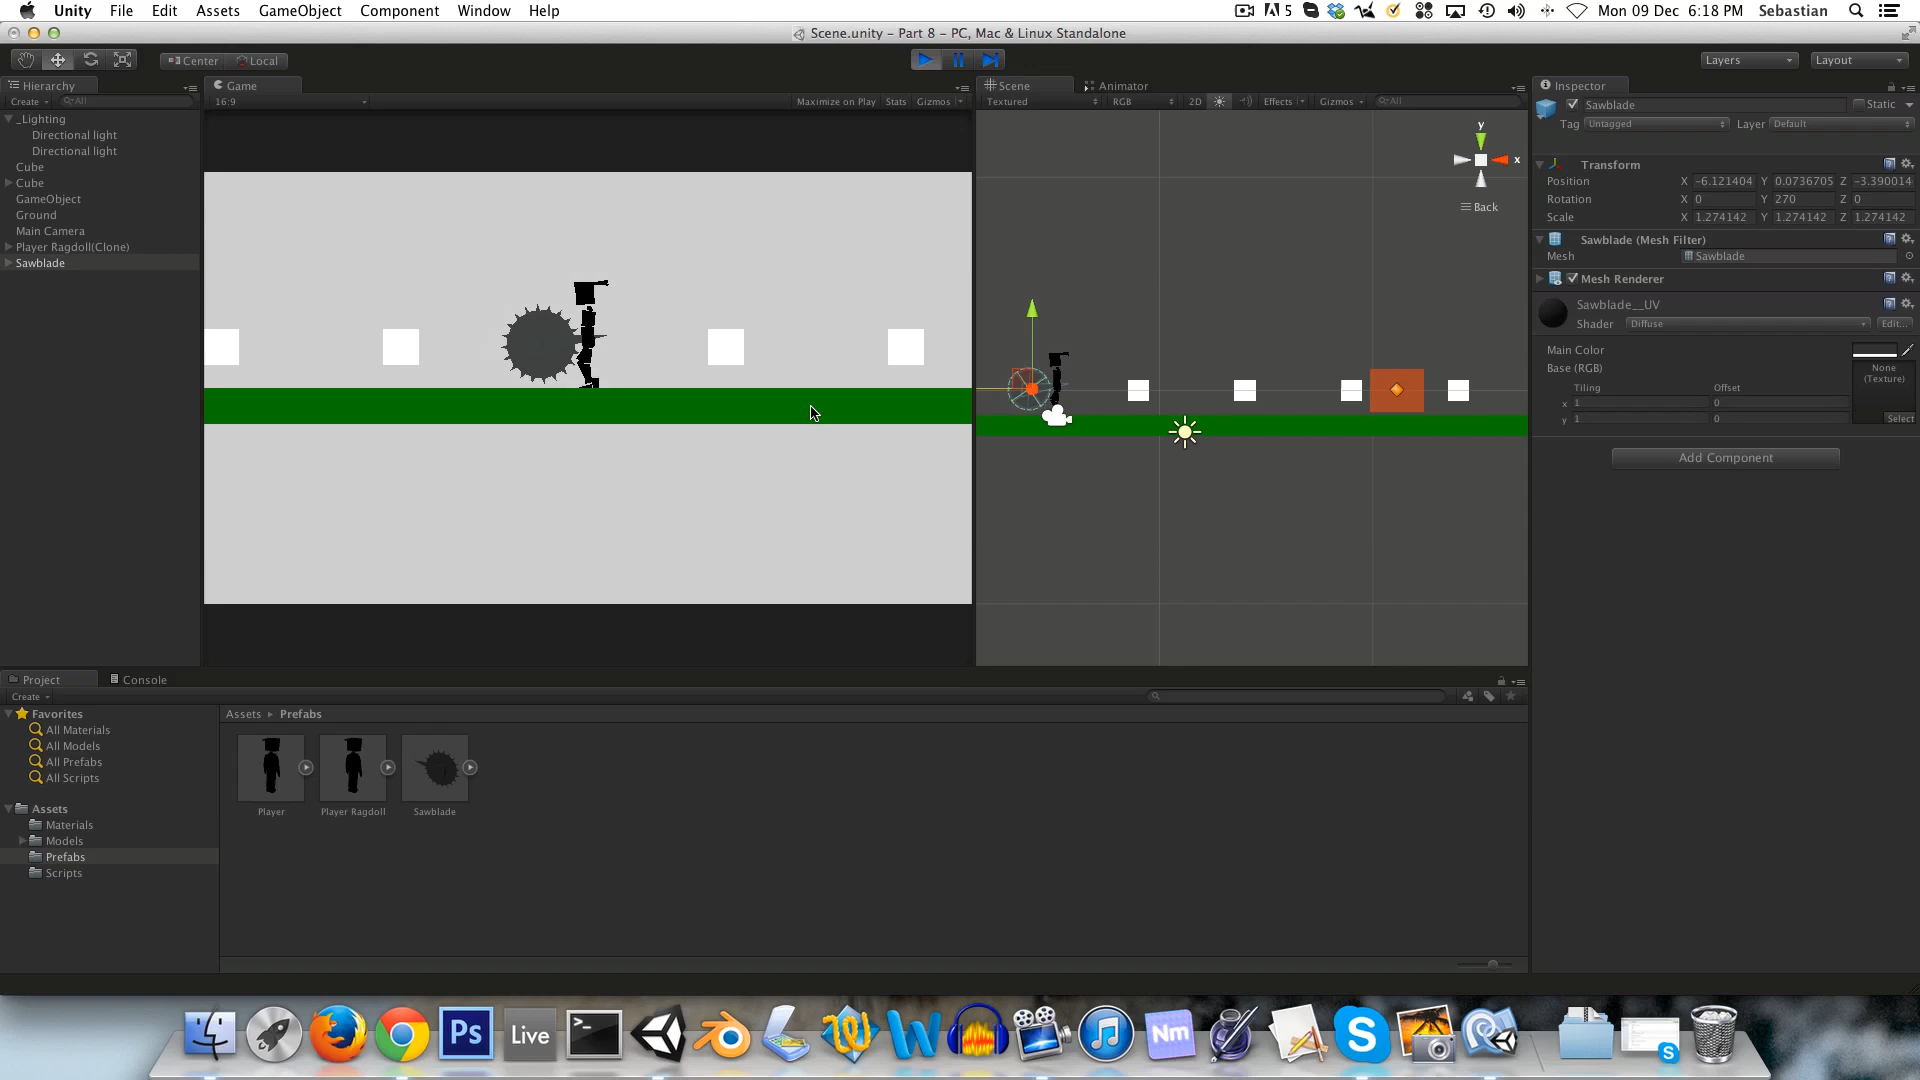 Unity File Edit Assets GameObject Component Window Help 5 Mon 09 Dec 6:18 PM Sebastian
Scene.unity - Part 8 - PC, Mac & Linux Standalone
Center Local Layers Layout
Hierarchy Game Scene Animator Inspector
Create All 16:9 Maximize on Play Stats Gizmos Textured RGB 2D Effects Gizmos All Sawblade Static
Tag Untagged Layer Default
_Lighting
Directional light
Directional light
Cube
Cube
GameObject
Ground
Main Camera
Player Ragdoll(Clone)
Sawblade
y
x
Back
Transform
Position X -6.121404 Y 0.0736705 Z -3.390014
Rotation X 0 Y 270 Z 0
Scale X 1.274142 Y 1.274142 Z 1.274142
Sawblade (Mesh Filter)
Mesh Sawblade
Mesh Renderer
Sawblade__UV
Shader Diffuse Edit...
Main Color
Base (RGB) None
(Texture)
Tiling Offset
x 1 0
y 1 0 Select
Add Component
Project Console
Create
Favorites
All Materials
All Models
All Prefabs
All Scripts
Assets
Materials
Models
Prefabs
Scripts
Assets Prefabs
Player Player Ragdoll Sawblade
Ps Live >_ W Nm S S